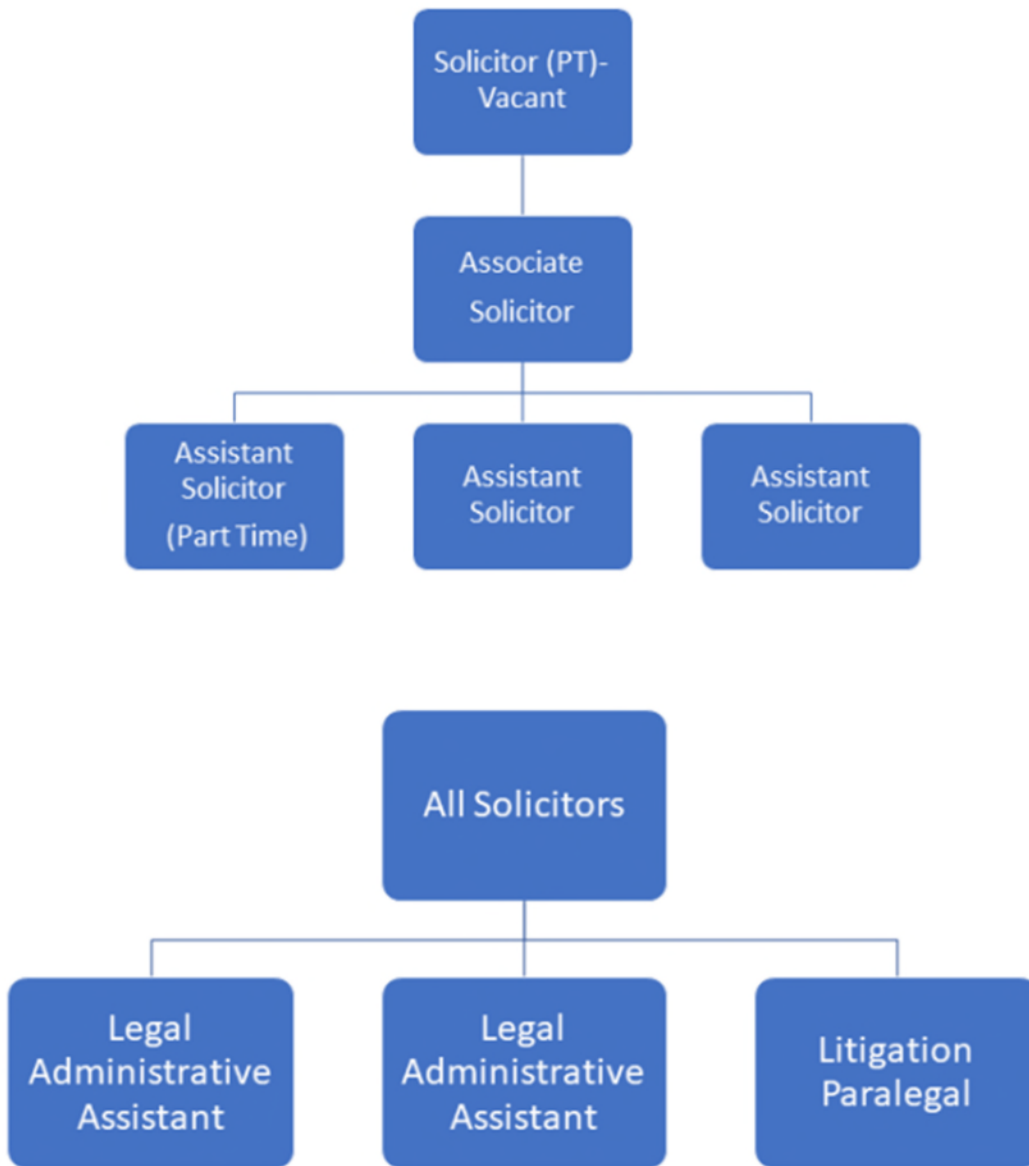 Solicitor (PT)-
Vacant
Associate
Solicitor
Assistant
Solicitor
(Part Time)
Assistant
Solicitor
Assistant
Solicitor
All Solicitors
Legal
Administrative
Assistant
Legal
Administrative
Assistant
Litigation
Paralegal